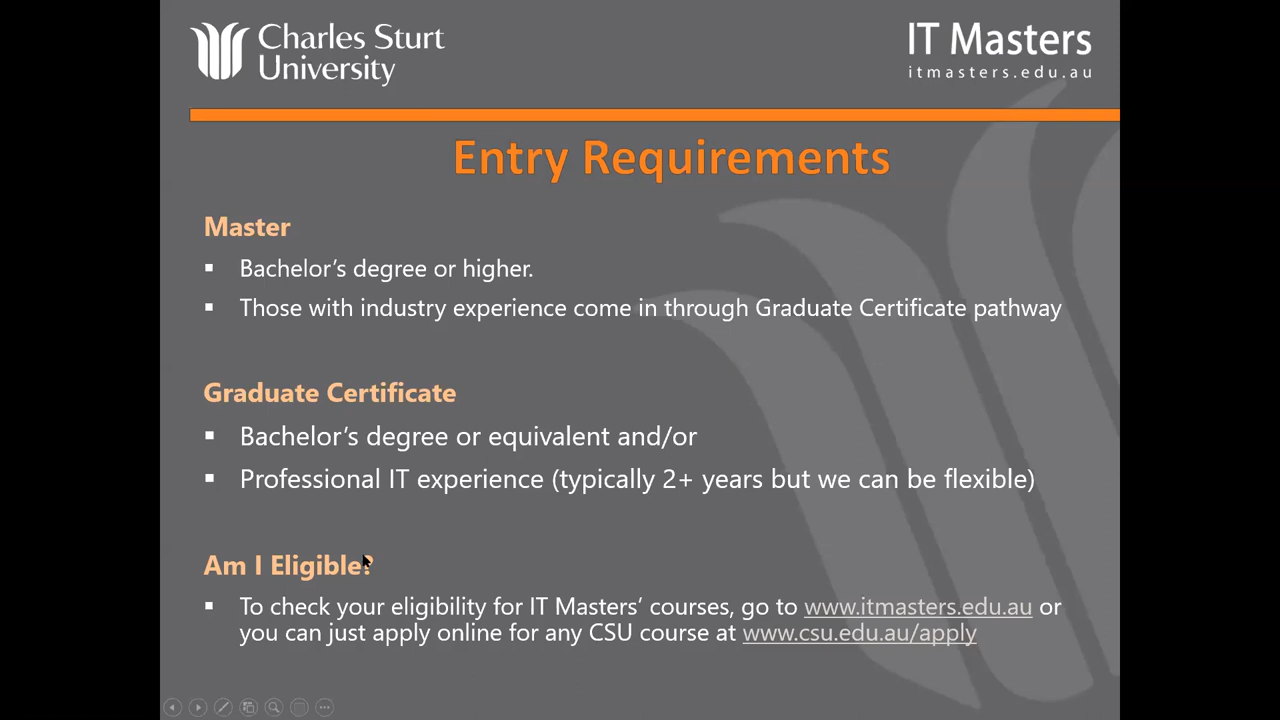 Charles Sturt
University
IT Masters
itmasters.edu.au
Entry Requirements
Master
▪ Bachelor’s degree or higher.
▪ Those with industry experience come in through Graduate Certificate pathway
Graduate Certificate
▪ Bachelor’s degree or equivalent and/or
▪ Professional IT experience (typically 2+ years but we can be flexible)
Am I Eligible?
▪ To check your eligibility for IT Masters’ courses, go to www.itmasters.edu.au or
you can just apply online for any CSU course at www.csu.edu.au/apply